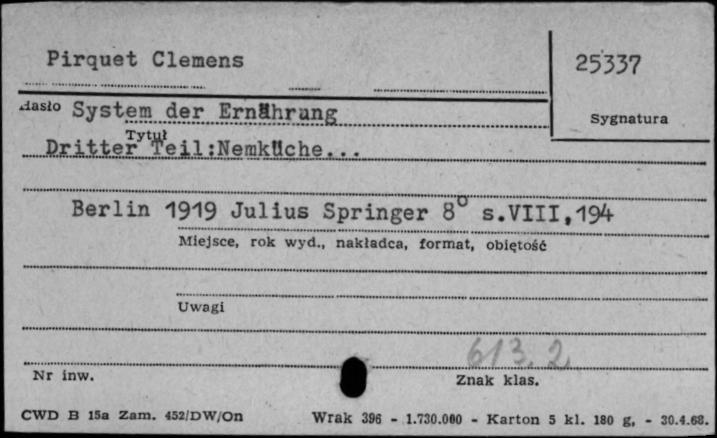 Pirquet Clemens
25337
Hasło System der Ernährung
Sygnatura
Tytuł
Dritter Teil:Nemküche...
Berlin 1919 Julius Springer 8° s.VIII,194
Miejsce, rok wyd., nakładca, format, obiętość
Uwagi
613.2
Nr inw.
Znak klas.
CWD B 15a Zam. 452/DW/On
Wrak 396 - 1.730.000 - Karton 5 kl. 180 g, - 30.4.68.